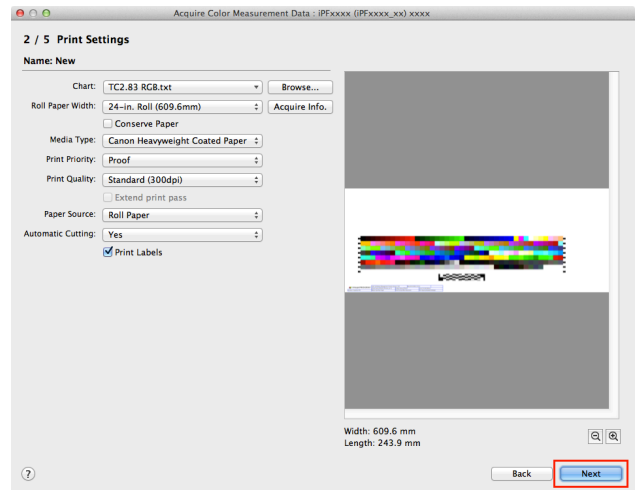 Acquire Color Measurement Data : iPFxxxx (iPFxxxx_xx) xxxx
2 / 5 Print Settings
Name: New
Chart: TC2.83 RGB.txt Browse...
Roll Paper Width: 24-in. Roll (609.6mm) Acquire Info.
Conserve Paper
Media Type: Canon Heavyweight Coated Paper
Print Priority: Proof
Print Quality: Standard (300dpi)
Extend print pass
Paper Source: Roll Paper
Automatic Cutting: Yes
Print Labels
Width: 609.6 mm
Length: 243.9 mm
? Back Next